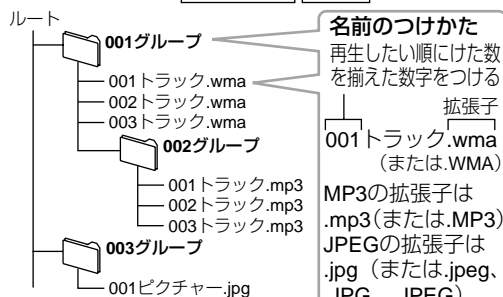 ルート
001グループ
001トラック.wma
002トラック.wma
003トラック.wma
002グループ
001トラック.mp3
002トラック.mp3
003トラック.mp3
003グループ
001ピクチャー.jpg
名前のつけかた
再生したい順にけた数
を揃えた数字をつける
拡張子
001トラック.wma
（または.WMA）
MP3の拡張子は
.mp3（または.MP3）
JPEGの拡張子は
.jpg（または.jpeg、
.JPG、.JPEG）